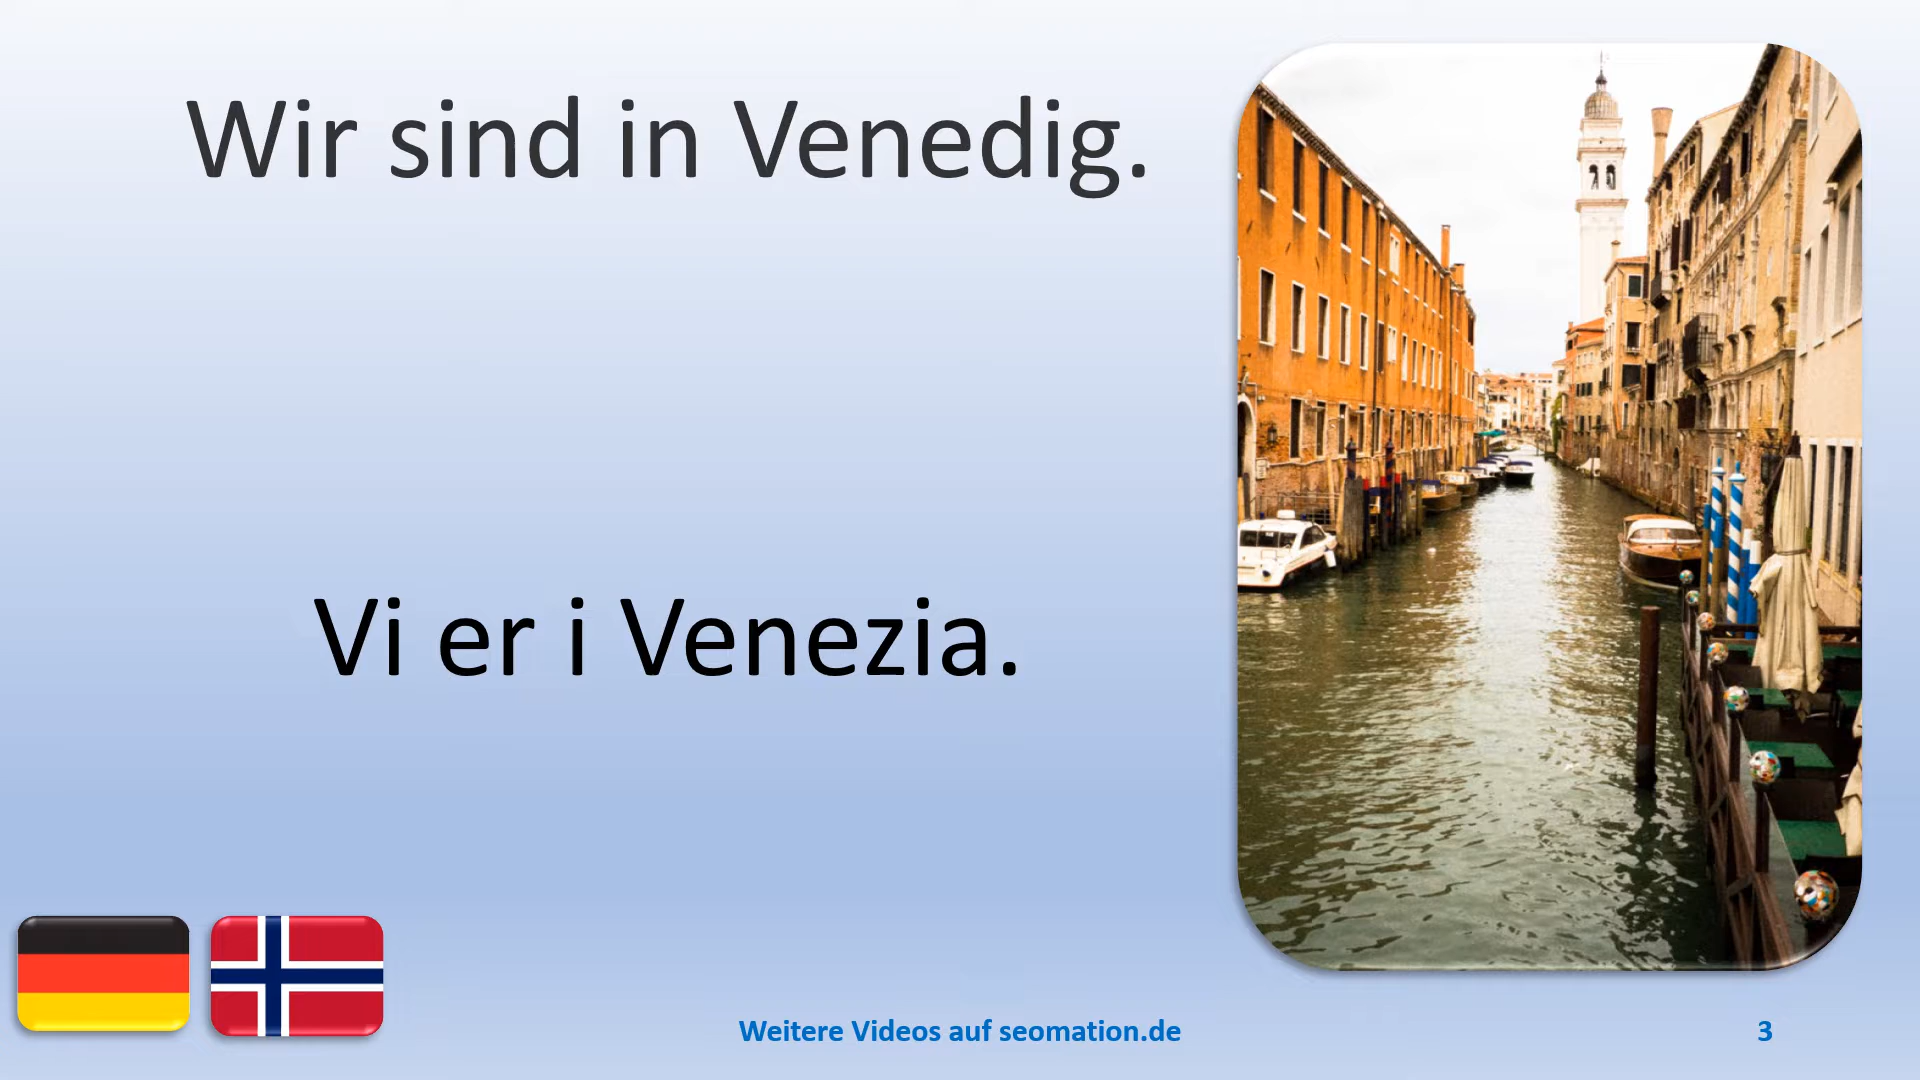 Wir sind in Venedig.
Vi er i Venezia.
Weitere Videos auf seomation.de
3